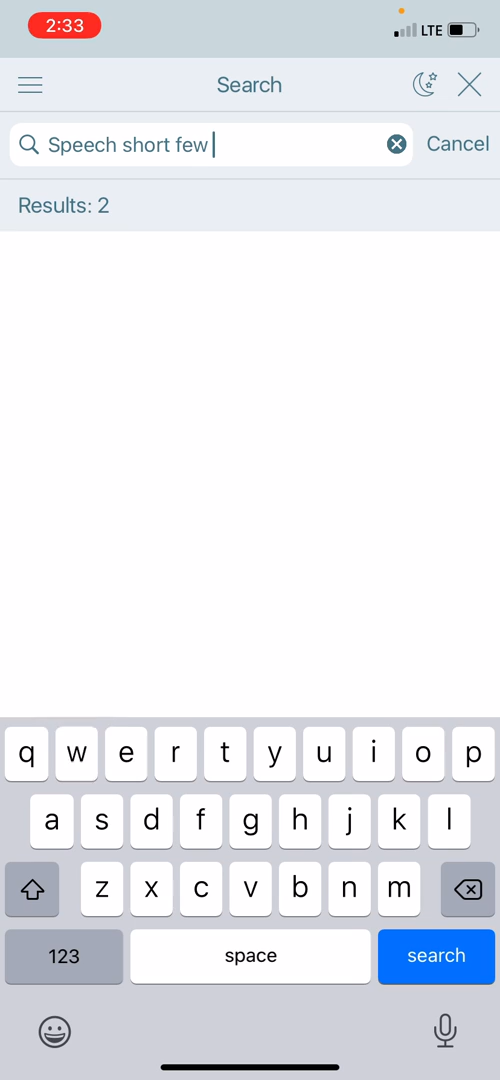 2:33
LTE
Search
Speech short few
Cancel
Results: 2
q w e r t y u i o p
a s d f g h j k l
z x c v b n m
123 space search